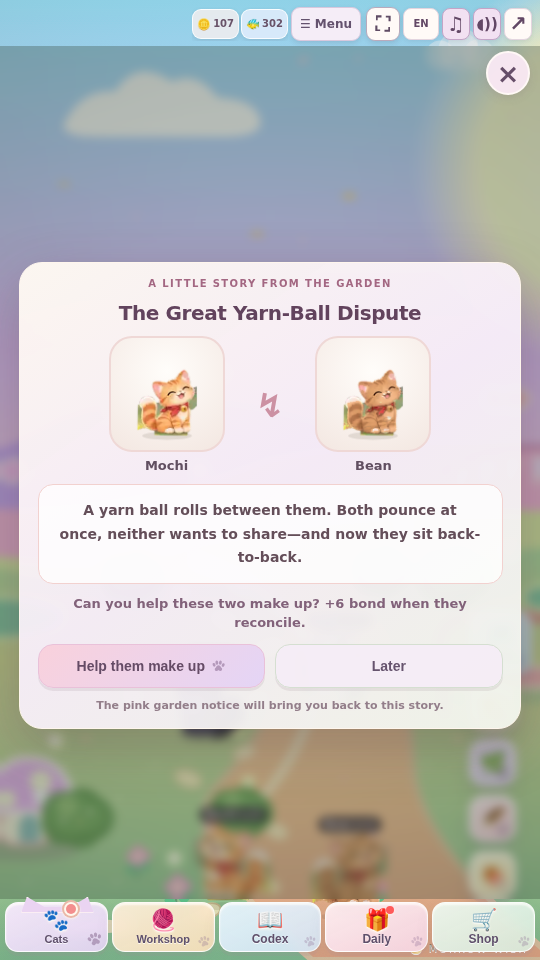 107
302
☰ Menu
EN
A LITTLE STORY FROM THE GARDEN
The Great Yarn-Ball Dispute
Mochi
Bean
A yarn ball rolls between them. Both pounce at
once, neither wants to share—and now they sit back-
to-back.
Can you help these two make up? +6 bond when they
reconcile.
Help them make up
Later
The pink garden notice will bring you back to this story.
Cats
Workshop
Codex
Daily
Shop